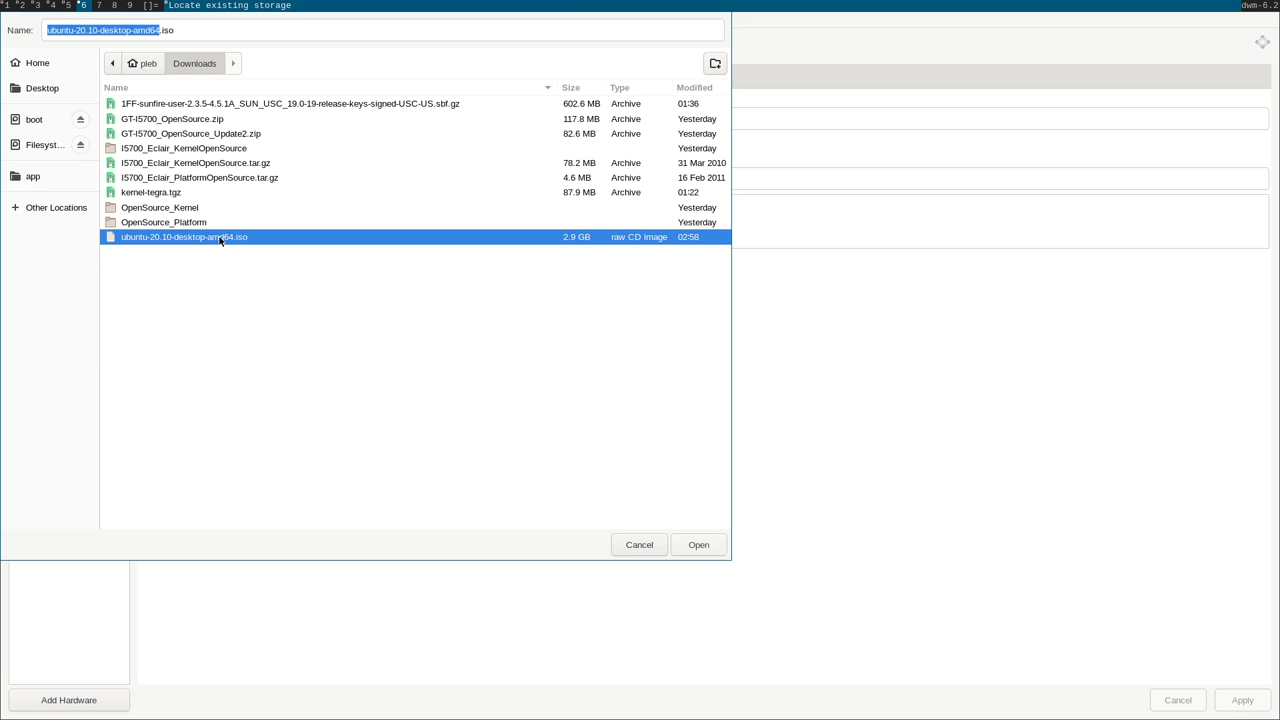 1 2 3 4 5 6 7 8 9 []= Locate existing storage dwm-6.2
Name: ubuntu-20.10-desktop-amd64.iso
Home
Desktop
boot
Filesyst...
app
+ Other Locations
pleb Downloads
Name Size Type Modified
1FF-sunfire-user-2.3.5-4.5.1A_SUN_USC_19.0-19-release-keys-signed-USC-US.sbf.gz 602.6 MB Archive 01:36
GT-I5700_OpenSource.zip 117.8 MB Archive Yesterday
GT-I5700_OpenSource_Update2.zip 82.6 MB Archive Yesterday
I5700_Eclair_KernelOpenSource Yesterday
I5700_Eclair_KernelOpenSource.tar.gz 78.2 MB Archive 31 Mar 2010
I5700_Eclair_PlatformOpenSource.tar.gz 4.6 MB Archive 16 Feb 2011
kernel-tegra.tgz 87.9 MB Archive 01:22
OpenSource_Kernel Yesterday
OpenSource_Platform Yesterday
ubuntu-20.10-desktop-amd64.iso 2.9 GB raw CD image 02:58
Cancel Open
Add Hardware Cancel Apply